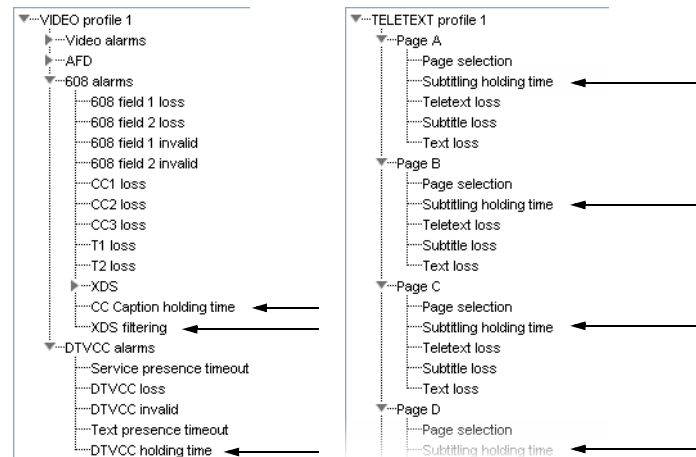 VIDEO profile 1
Video alarms
AFD
608 alarms
608 field 1 loss
608 field 2 loss
608 field 1 invalid
608 field 2 invalid
CC1 loss
CC2 loss
CC3 loss
T1 loss
T2 loss
XDS
CC Caption holding time
XDS filtering
DTVCC alarms
Service presence timeout
DTVCC loss
DTVCC invalid
Text presence timeout
DTVCC holding time
TELETEXT profile 1
Page A
Page selection
Subtitling holding time
Teletext loss
Subtitle loss
Text loss
Page B
Page selection
Subtitling holding time
Teletext loss
Subtitle loss
Text loss
Page C
Page selection
Subtitling holding time
Teletext loss
Subtitle loss
Text loss
Page D
Page selection
Subtitling holding time